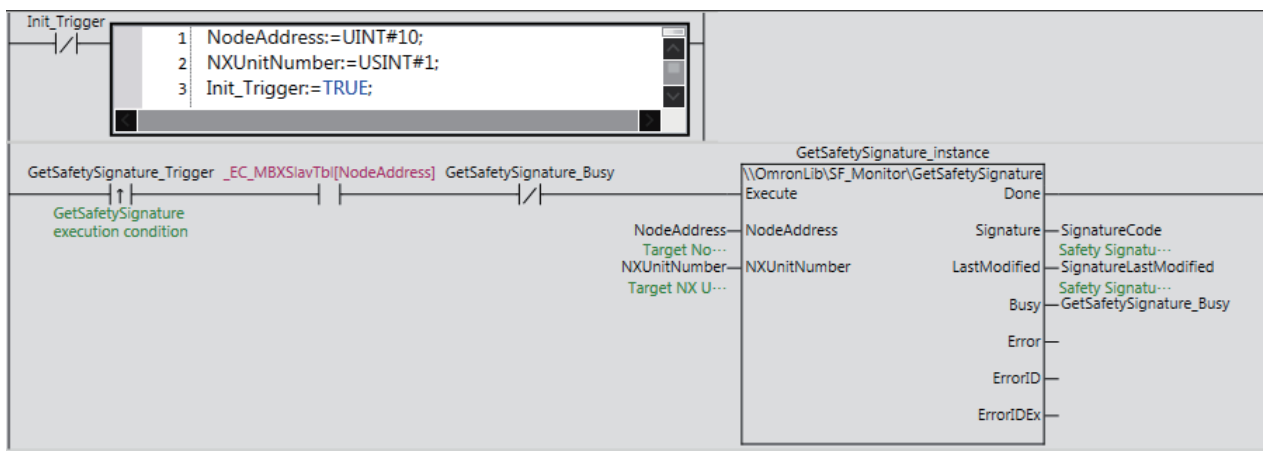 Init_Trigger
1 NodeAddress:=UINT#10;
2 NXUnitNumber:=USINT#1;
3 Init_Trigger:=TRUE;
GetSafetySignature_instance
GetSafetySignature_Trigger _EC_MBXSlavTbl[NodeAddress] GetSafetySignature_Busy \\OmronLib\SF_Monitor\GetSafetySignature
Execute Done
GetSafetySignature
execution condition
NodeAddress NodeAddress Signature SignatureCode
Target No··· Safety Signatu···
NXUnitNumber NXUnitNumber LastModified SignatureLastModified
Target NX U··· Safety Signatu···
Busy GetSafetySignature_Busy
Error
ErrorID
ErrorIDEx